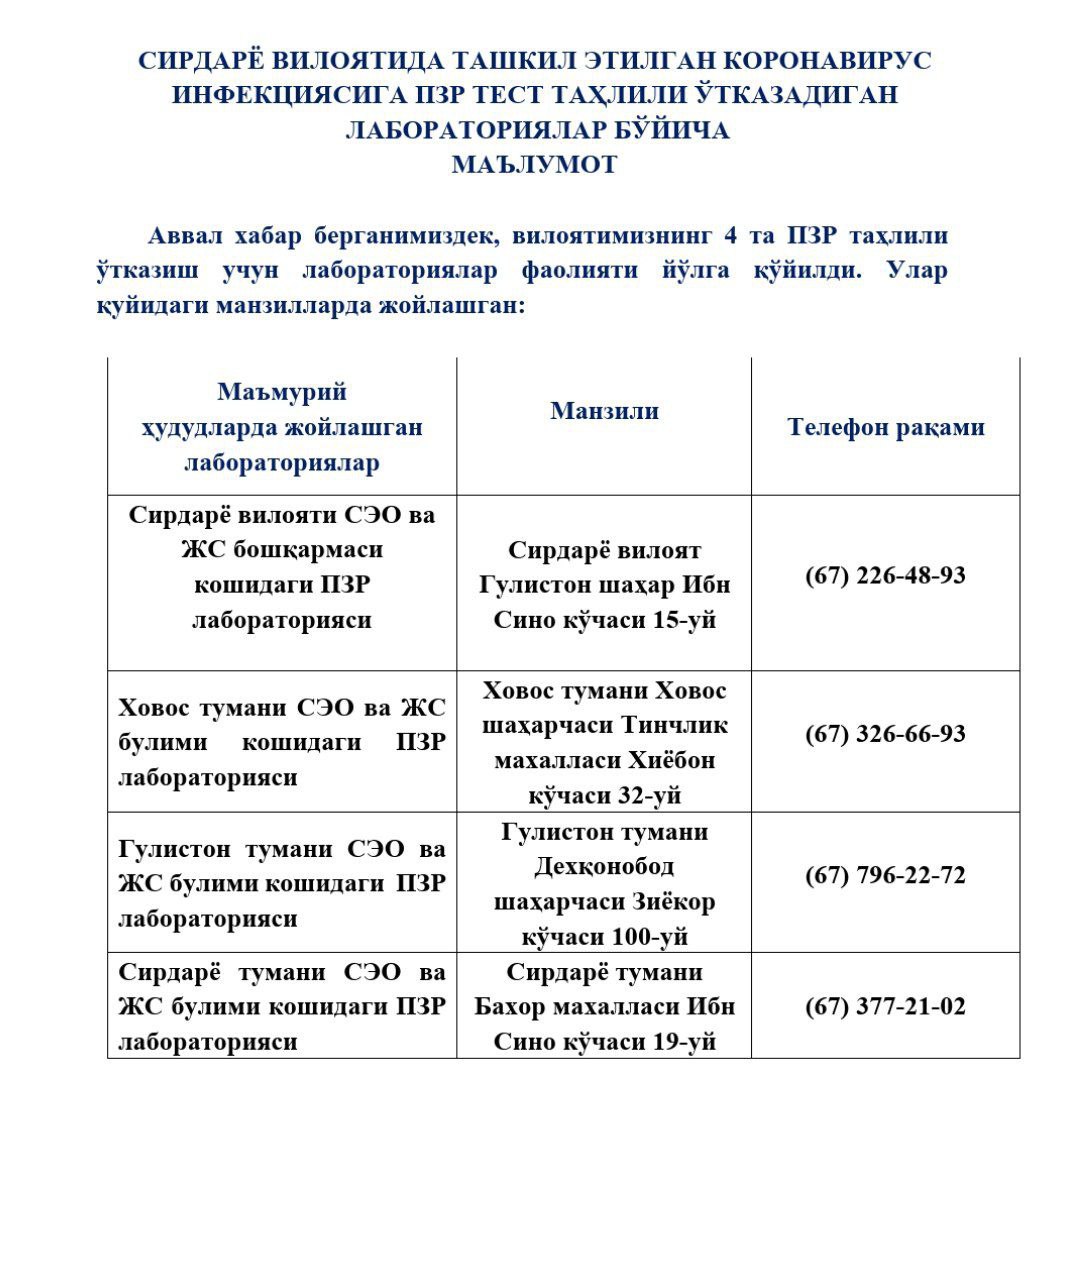 СИРДАРЁ ВИЛОЯТИДА ТАШКИЛ ЭТИЛГАН КОРОНАВИРУС
ИНФЕКЦИЯСИГА ПЗР ТЕСТ ТАҲЛИЛИ ЎТКАЗАДИГАН
ЛАБОРАТОРИЯЛАР БЎЙИЧА
МАЪЛУМОТ
Аввал хабар берганимиздек, вилоятимизнинг 4 та ПЗР таҳлили
ўтказиш учун лабораториялар фаолияти йўлга қўйилди. Улар
қуйидаги манзилларда жойлашган:
Маъмурий
ҳудудларда жойлашган
лабораториялар
Манзили
Телефон рақами
Сирдарё вилояти СЭО ва
ЖС бошқармаси
кошидаги ПЗР
лабораторияси
Сирдарё вилоят
Гулистон шаҳар Ибн
Сино кўчаси 15-уй
(67) 226-48-93
Ховос тумани СЭО ва ЖС
булими кошидаги ПЗР
лабораторияси
Ховос тумани Ховос
шаҳарчаси Тинчлик
махалласи Хиёбон
кўчаси 32-уй
(67) 326-66-93
Гулистон тумани СЭО ва
ЖС булими кошидаги ПЗР
лабораторияси
Гулистон тумани
Дехқонобод
шаҳарчаси Зиёкор
кўчаси 100-уй
(67) 796-22-72
Сирдарё тумани СЭО ва
ЖС булими кошидаги ПЗР
лабораторияси
Сирдарё тумани
Бахор махалласи Ибн
Сино кўчаси 19-уй
(67) 377-21-02